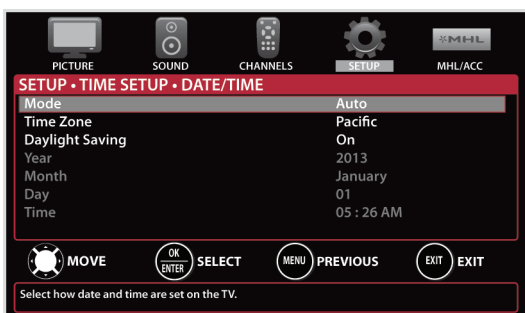 MHL
PICTURE SOUND CHANNELS SETUP MHL/ACC
SETUP • TIME SETUP • DATE/TIME
Mode Auto
Time Zone Pacific
Daylight Saving On
Year 2013
Month January
Day 01
Time 05 : 26 AM
MOVE OK ENTER SELECT MENU PREVIOUS EXIT EXIT
Select how date and time are set on the TV.